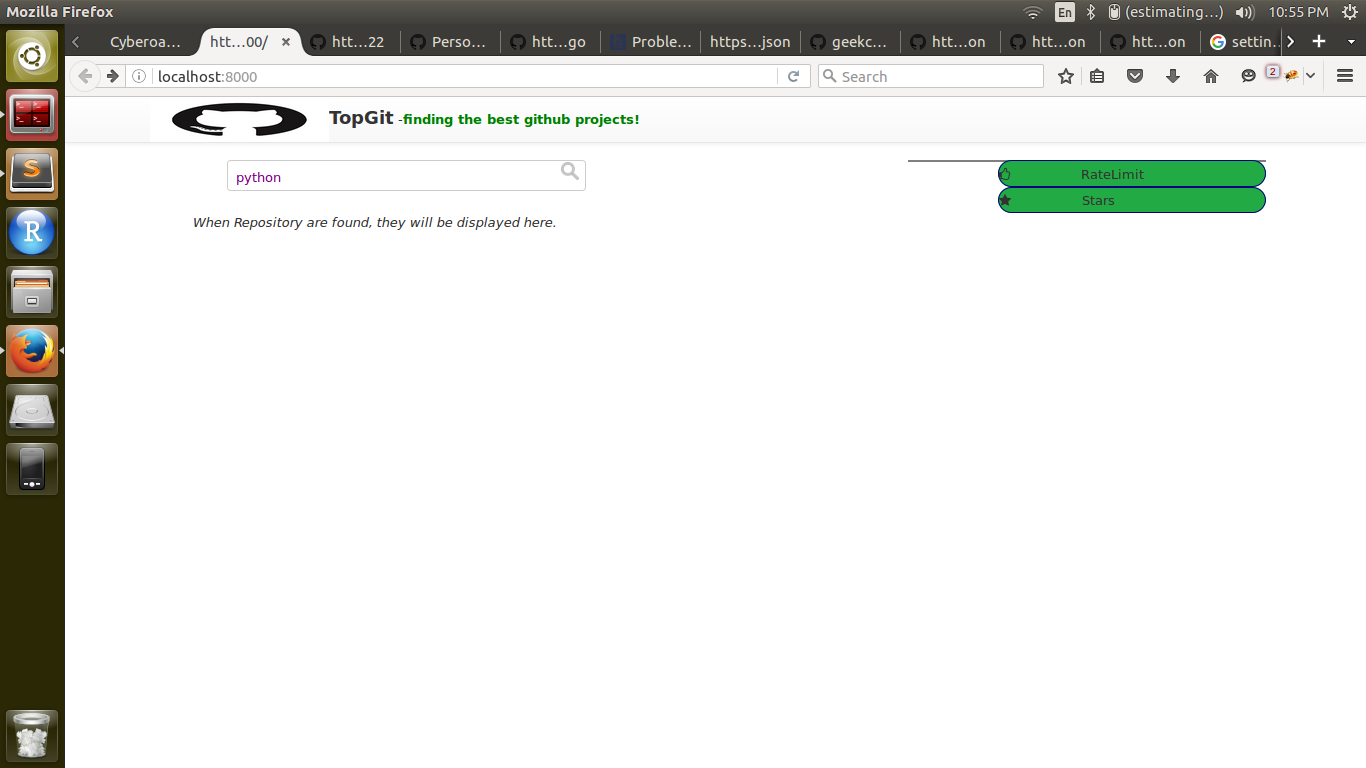 Mozilla Firefox
En
(estimating...)
10:55 PM
Cyberoa...
htt...00/
htt...22
Perso...
htt...go
Proble...
https...json
geekc...
htt...on
htt...on
htt...on
settin...
localhost:8000
Search
2
TopGit -finding the best github projects!
python
RateLimit
Stars
When Repository are found, they will be displayed here.